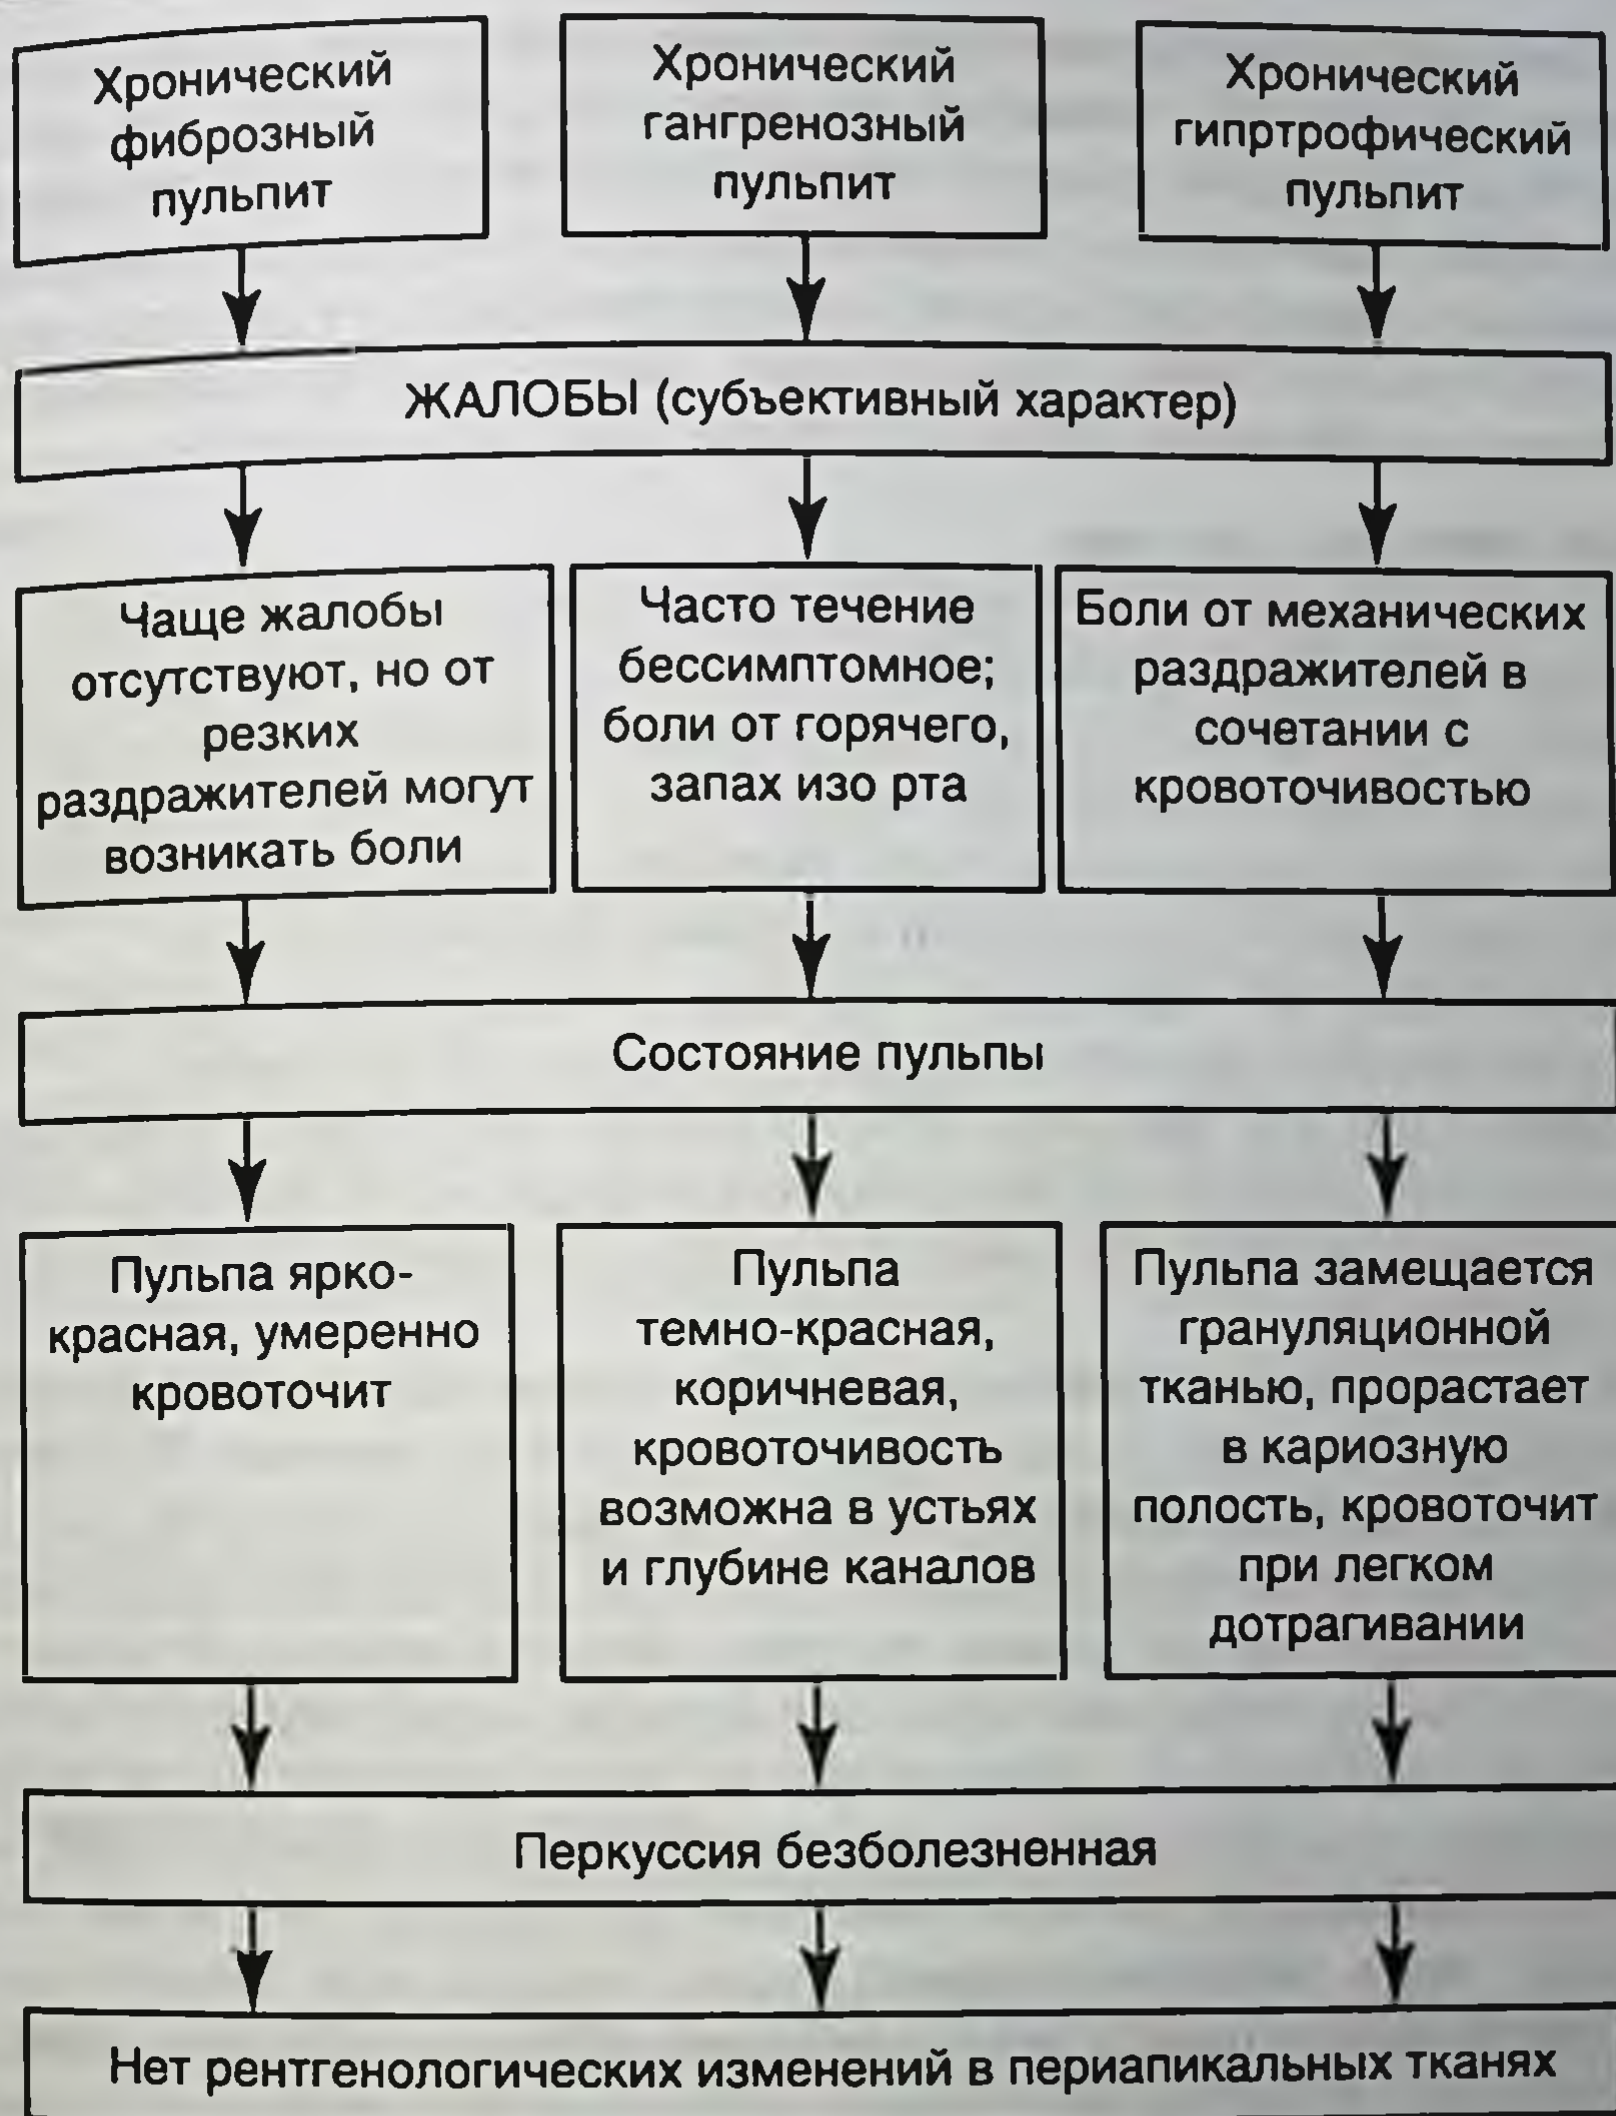 Хронический
фиброзный
пульпит
Хронический
гангренозный
пульпит
Хронический
гипртрофический
пульпит
ЖАЛОБЫ (субъективный характер)
Чаще жалобы
отсутствуют, но от
резких
раздражителей могут
возникать боли
Часто течение
бессимптомное;
боли от горячего,
запах изо рта
Боли от механических
раздражителей в
сочетании с
кровоточивостью
Состояние пульпы
Пульпа ярко-
красная, умеренно
кровоточит
Пульпа
темно-красная,
коричневая,
кровоточивость
возможна в устьях
и глубине каналов
Пульпа замещается
грануляционной
тканью, прорастает
в кариозную
полость, кровоточит
при легком
дотрагивании
Перкуссия безболезненная
Нет рентгенологических изменений в периапикальных тканях